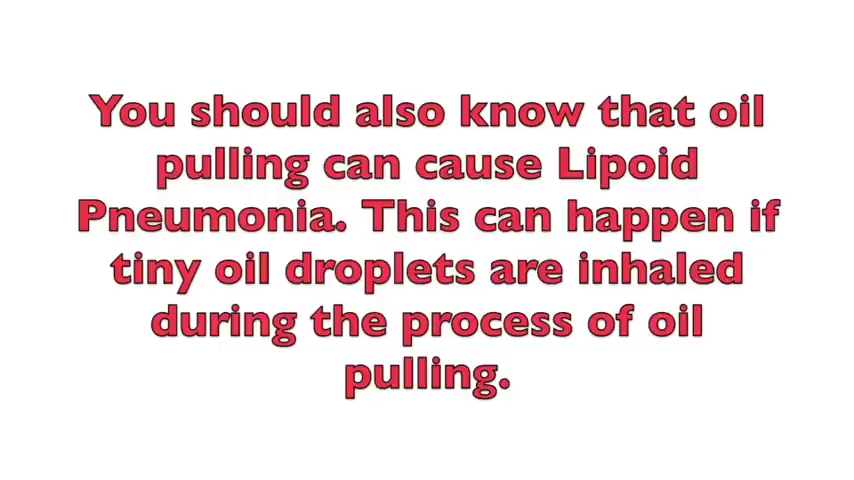 You should also know that oil
pulling can cause Lipoid
Pneumonia. This can happen if
tiny oil droplets are inhaled
during the process of oil
pulling.